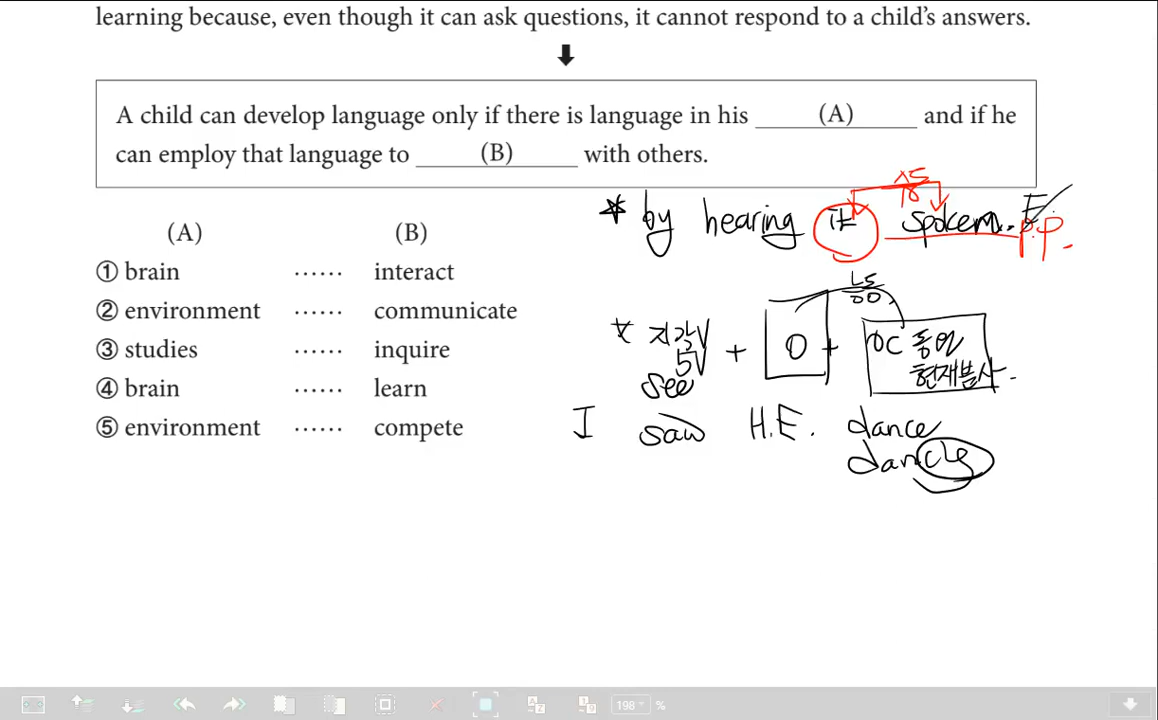 learning because, even though it can ask questions, it cannot respond to a child's answers.
A child can develop language only if there is language in his (A) and if he
can employ that language to (B) with others.
(A) (B)
① brain ······ interact
② environment ······ communicate
③ studies ······ inquire
④ brain ······ learn
⑤ environment ······ compete
by hearing it spoken. p.p.
지각V + O + OC 동원
5V 현재분사.
see
I saw H.E. dance
198 %